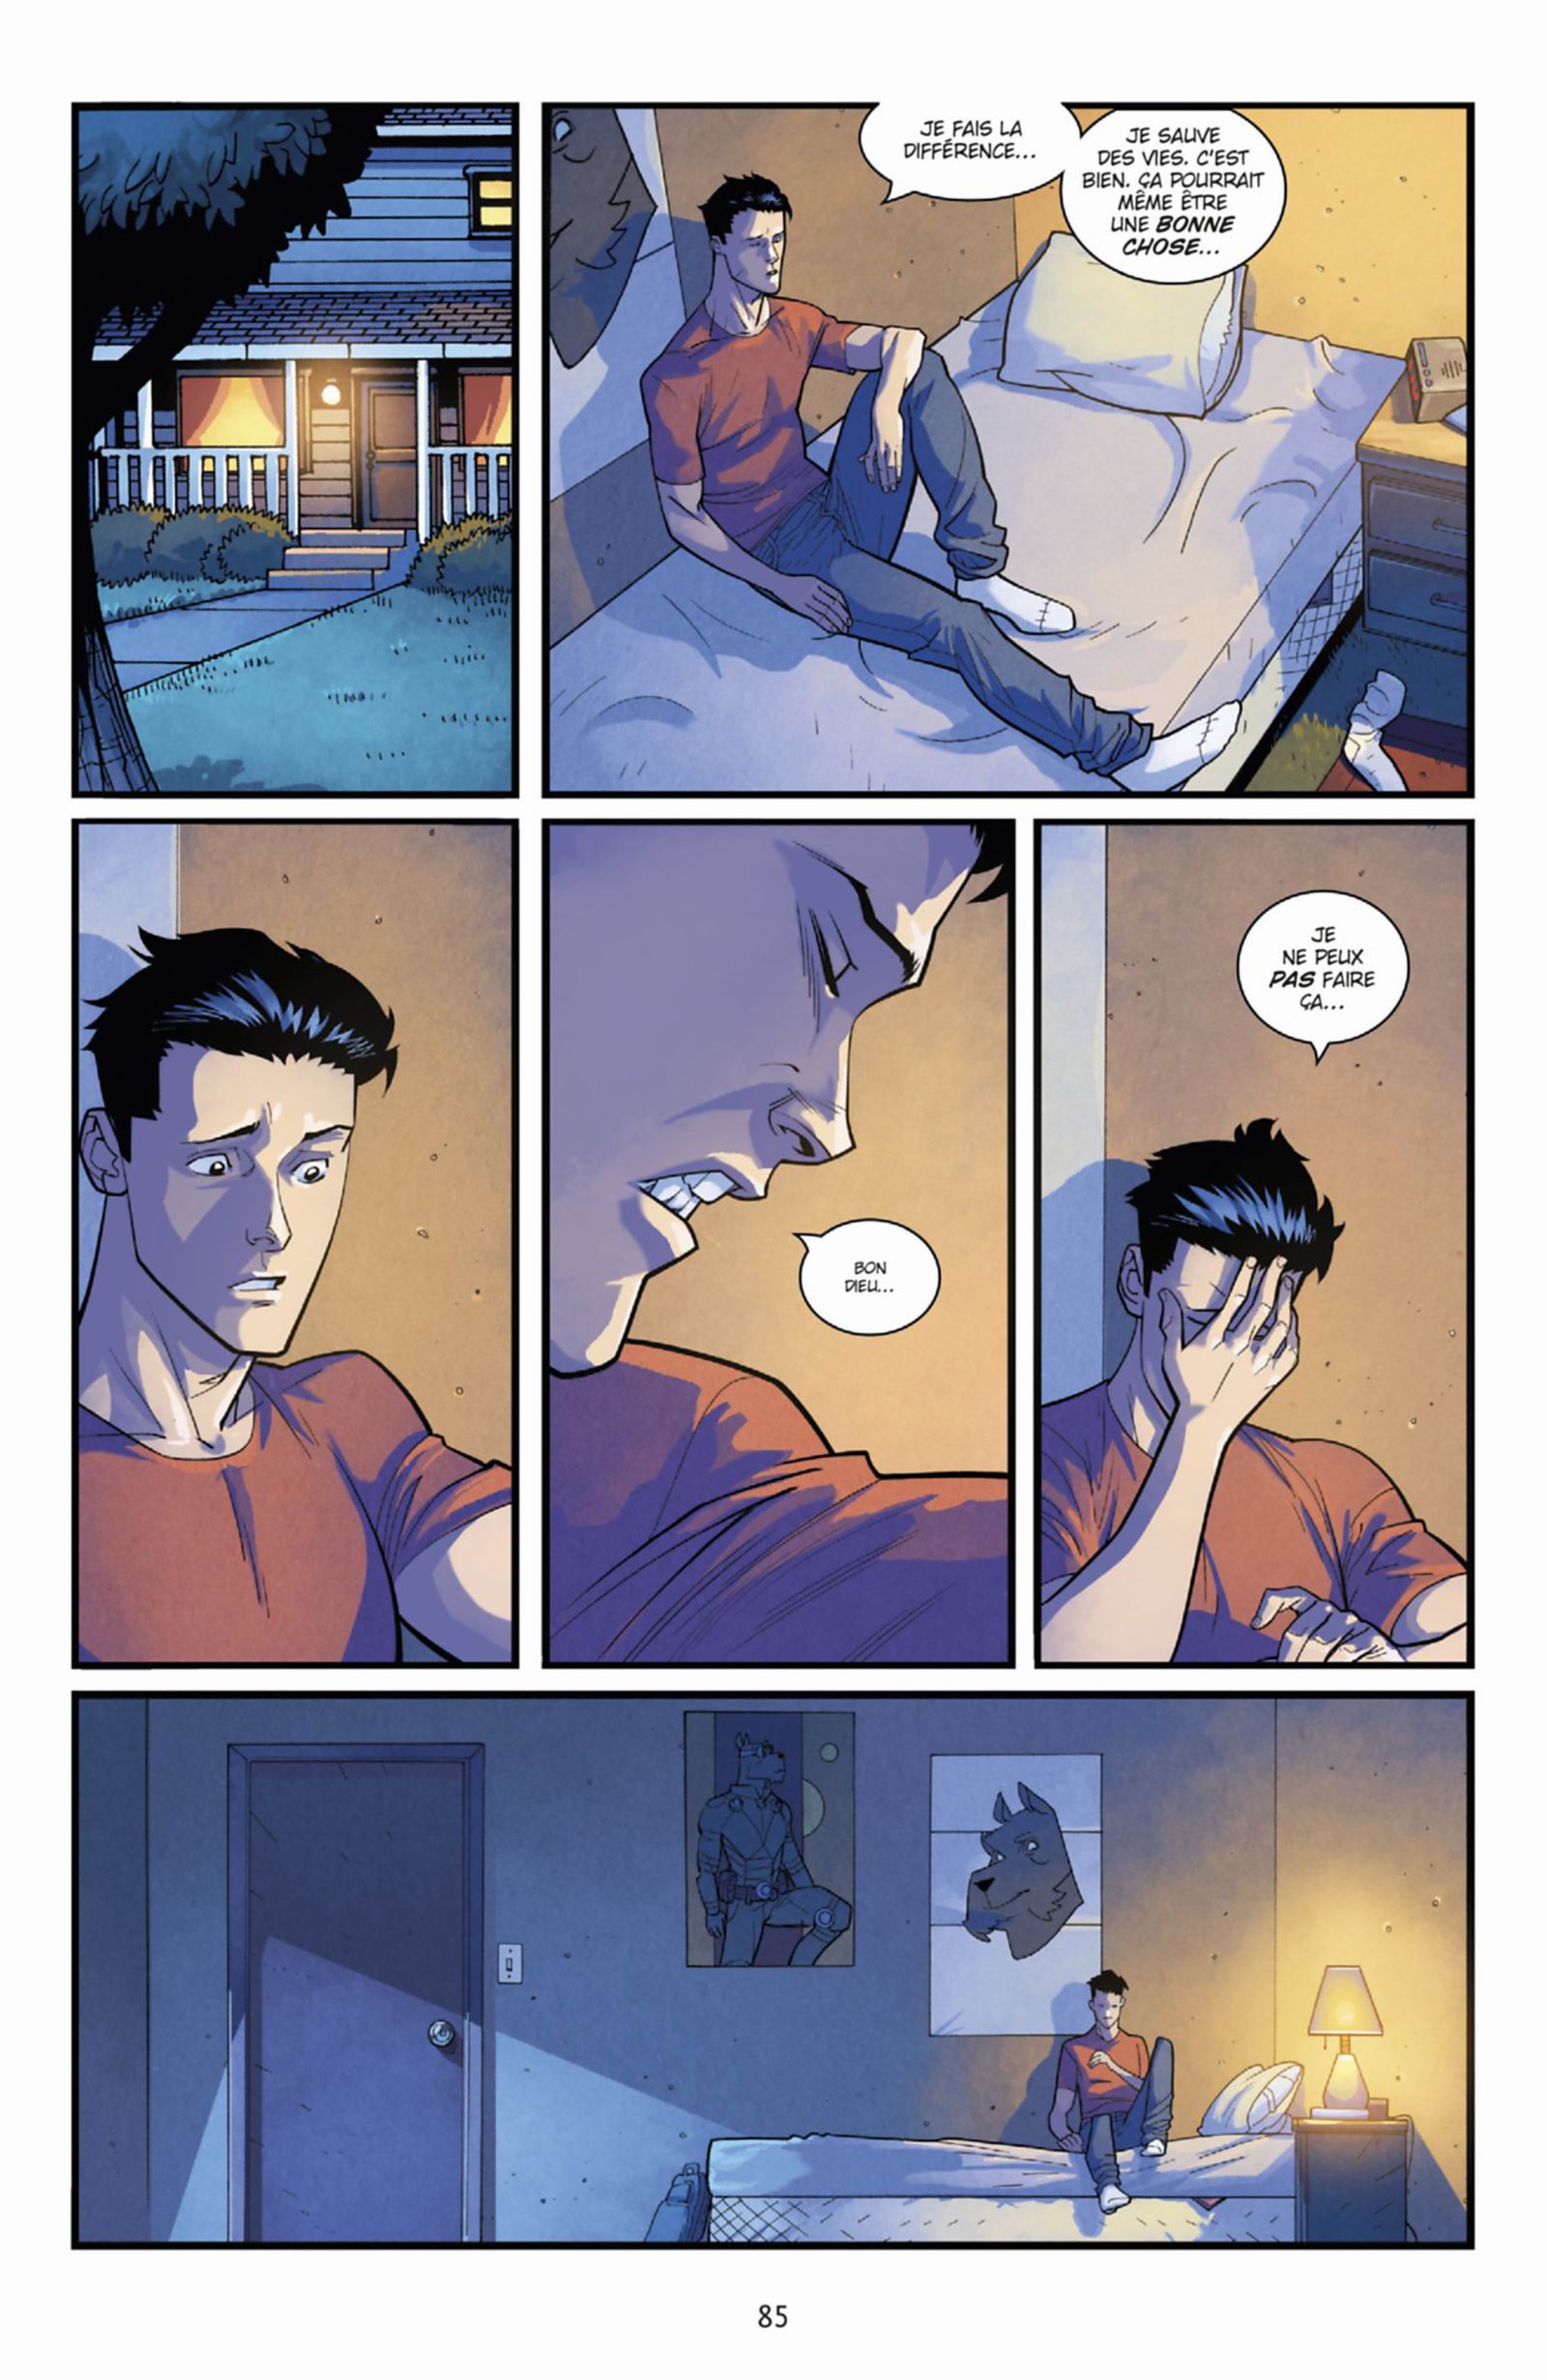 JE FAIS LA
DIFFÉRENCE...
JE SAUVE
DES VIES. C'EST
BIEN. ÇA POURRAIT
MÊME ÊTRE
UNE BONNE
CHOSE...
BON
DIEU...
JE
NE PEUX
PAS FAIRE
ÇA...
85